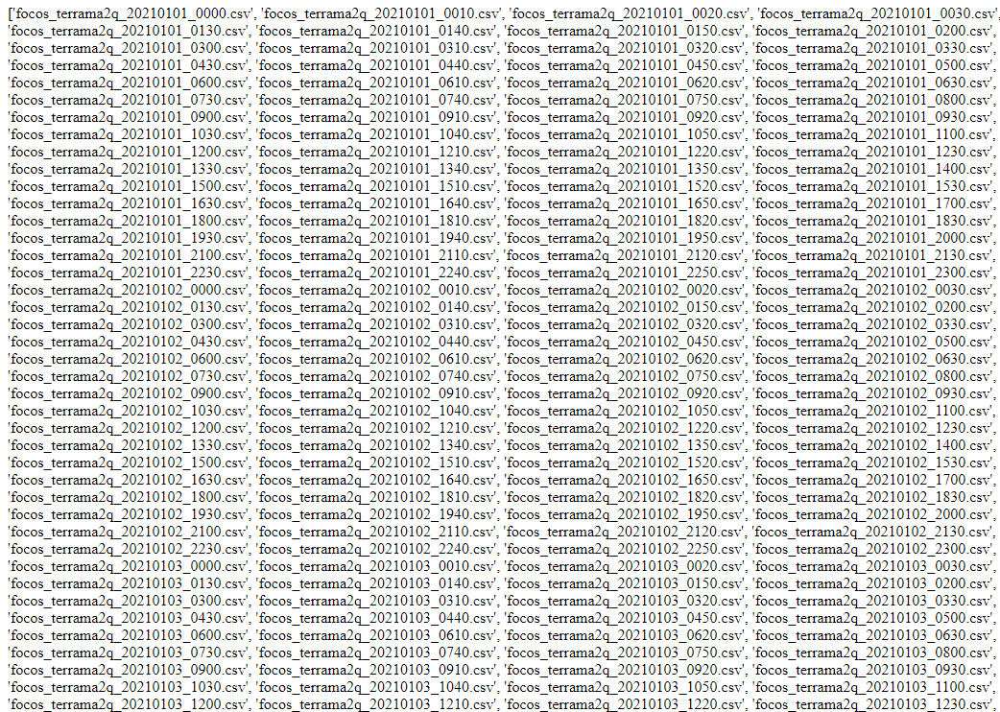 ['focos_terrama2q_20210101_0000.csv', 'focos_terrama2q_20210101_0010.csv', 'focos_terrama2q_20210101_0020.csv', 'focos_terrama2q_20210101_0030.csv',
'focos_terrama2q_20210101_0130.csv', 'focos_terrama2q_20210101_0140.csv', 'focos_terrama2q_20210101_0150.csv', 'focos_terrama2q_20210101_0200.csv',
'focos_terrama2q_20210101_0300.csv', 'focos_terrama2q_20210101_0310.csv', 'focos_terrama2q_20210101_0320.csv', 'focos_terrama2q_20210101_0330.csv',
'focos_terrama2q_20210101_0430.csv', 'focos_terrama2q_20210101_0440.csv', 'focos_terrama2q_20210101_0450.csv', 'focos_terrama2q_20210101_0500.csv',
'focos_terrama2q_20210101_0600.csv', 'focos_terrama2q_20210101_0610.csv', 'focos_terrama2q_20210101_0620.csv', 'focos_terrama2q_20210101_0630.csv',
'focos_terrama2q_20210101_0730.csv', 'focos_terrama2q_20210101_0740.csv', 'focos_terrama2q_20210101_0750.csv', 'focos_terrama2q_20210101_0800.csv',
'focos_terrama2q_20210101_0900.csv', 'focos_terrama2q_20210101_0910.csv', 'focos_terrama2q_20210101_0920.csv', 'focos_terrama2q_20210101_0930.csv',
'focos_terrama2q_20210101_1030.csv', 'focos_terrama2q_20210101_1040.csv', 'focos_terrama2q_20210101_1050.csv', 'focos_terrama2q_20210101_1100.csv',
'focos_terrama2q_20210101_1200.csv', 'focos_terrama2q_20210101_1210.csv', 'focos_terrama2q_20210101_1220.csv', 'focos_terrama2q_20210101_1230.csv',
'focos_terrama2q_20210101_1330.csv', 'focos_terrama2q_20210101_1340.csv', 'focos_terrama2q_20210101_1350.csv', 'focos_terrama2q_20210101_1400.csv',
'focos_terrama2q_20210101_1500.csv', 'focos_terrama2q_20210101_1510.csv', 'focos_terrama2q_20210101_1520.csv', 'focos_terrama2q_20210101_1530.csv',
'focos_terrama2q_20210101_1630.csv', 'focos_terrama2q_20210101_1640.csv', 'focos_terrama2q_20210101_1650.csv', 'focos_terrama2q_20210101_1700.csv',
'focos_terrama2q_20210101_1800.csv', 'focos_terrama2q_20210101_1810.csv', 'focos_terrama2q_20210101_1820.csv', 'focos_terrama2q_20210101_1830.csv',
'focos_terrama2q_20210101_1930.csv', 'focos_terrama2q_20210101_1940.csv', 'focos_terrama2q_20210101_1950.csv', 'focos_terrama2q_20210101_2000.csv',
'focos_terrama2q_20210101_2100.csv', 'focos_terrama2q_20210101_2110.csv', 'focos_terrama2q_20210101_2120.csv', 'focos_terrama2q_20210101_2130.csv',
'focos_terrama2q_20210101_2230.csv', 'focos_terrama2q_20210101_2240.csv', 'focos_terrama2q_20210101_2250.csv', 'focos_terrama2q_20210101_2300.csv',
'focos_terrama2q_20210102_0000.csv', 'focos_terrama2q_20210102_0010.csv', 'focos_terrama2q_20210102_0020.csv', 'focos_terrama2q_20210102_0030.csv',
'focos_terrama2q_20210102_0130.csv', 'focos_terrama2q_20210102_0140.csv', 'focos_terrama2q_20210102_0150.csv', 'focos_terrama2q_20210102_0200.csv',
'focos_terrama2q_20210102_0300.csv', 'focos_terrama2q_20210102_0310.csv', 'focos_terrama2q_20210102_0320.csv', 'focos_terrama2q_20210102_0330.csv',
'focos_terrama2q_20210102_0430.csv', 'focos_terrama2q_20210102_0440.csv', 'focos_terrama2q_20210102_0450.csv', 'focos_terrama2q_20210102_0500.csv',
'focos_terrama2q_20210102_0600.csv', 'focos_terrama2q_20210102_0610.csv', 'focos_terrama2q_20210102_0620.csv', 'focos_terrama2q_20210102_0630.csv',
'focos_terrama2q_20210102_0730.csv', 'focos_terrama2q_20210102_0740.csv', 'focos_terrama2q_20210102_0750.csv', 'focos_terrama2q_20210102_0800.csv',
'focos_terrama2q_20210102_0900.csv', 'focos_terrama2q_20210102_0910.csv', 'focos_terrama2q_20210102_0920.csv', 'focos_terrama2q_20210102_0930.csv',
'focos_terrama2q_20210102_1030.csv', 'focos_terrama2q_20210102_1040.csv', 'focos_terrama2q_20210102_1050.csv', 'focos_terrama2q_20210102_1100.csv',
'focos_terrama2q_20210102_1200.csv', 'focos_terrama2q_20210102_1210.csv', 'focos_terrama2q_20210102_1220.csv', 'focos_terrama2q_20210102_1230.csv',
'focos_terrama2q_20210102_1330.csv', 'focos_terrama2q_20210102_1340.csv', 'focos_terrama2q_20210102_1350.csv', 'focos_terrama2q_20210102_1400.csv',
'focos_terrama2q_20210102_1500.csv', 'focos_terrama2q_20210102_1510.csv', 'focos_terrama2q_20210102_1520.csv', 'focos_terrama2q_20210102_1530.csv',
'focos_terrama2q_20210102_1630.csv', 'focos_terrama2q_20210102_1640.csv', 'focos_terrama2q_20210102_1650.csv', 'focos_terrama2q_20210102_1700.csv',
'focos_terrama2q_20210102_1800.csv', 'focos_terrama2q_20210102_1810.csv', 'focos_terrama2q_20210102_1820.csv', 'focos_terrama2q_20210102_1830.csv',
'focos_terrama2q_20210102_1930.csv', 'focos_terrama2q_20210102_1940.csv', 'focos_terrama2q_20210102_1950.csv', 'focos_terrama2q_20210102_2000.csv',
'focos_terrama2q_20210102_2100.csv', 'focos_terrama2q_20210102_2110.csv', 'focos_terrama2q_20210102_2120.csv', 'focos_terrama2q_20210102_2130.csv',
'focos_terrama2q_20210102_2230.csv', 'focos_terrama2q_20210102_2240.csv', 'focos_terrama2q_20210102_2250.csv', 'focos_terrama2q_20210102_2300.csv',
'focos_terrama2q_20210103_0000.csv', 'focos_terrama2q_20210103_0010.csv', 'focos_terrama2q_20210103_0020.csv', 'focos_terrama2q_20210103_0030.csv',
'focos_terrama2q_20210103_0130.csv', 'focos_terrama2q_20210103_0140.csv', 'focos_terrama2q_20210103_0150.csv', 'focos_terrama2q_20210103_0200.csv',
'focos_terrama2q_20210103_0300.csv', 'focos_terrama2q_20210103_0310.csv', 'focos_terrama2q_20210103_0320.csv', 'focos_terrama2q_20210103_0330.csv',
'focos_terrama2q_20210103_0430.csv', 'focos_terrama2q_20210103_0440.csv', 'focos_terrama2q_20210103_0450.csv', 'focos_terrama2q_20210103_0500.csv',
'focos_terrama2q_20210103_0600.csv', 'focos_terrama2q_20210103_0610.csv', 'focos_terrama2q_20210103_0620.csv', 'focos_terrama2q_20210103_0630.csv',
'focos_terrama2q_20210103_0730.csv', 'focos_terrama2q_20210103_0740.csv', 'focos_terrama2q_20210103_0750.csv', 'focos_terrama2q_20210103_0800.csv',
'focos_terrama2q_20210103_0900.csv', 'focos_terrama2q_20210103_0910.csv', 'focos_terrama2q_20210103_0920.csv', 'focos_terrama2q_20210103_0930.csv',
'focos_terrama2q_20210103_1030.csv', 'focos_terrama2q_20210103_1040.csv', 'focos_terrama2q_20210103_1050.csv', 'focos_terrama2q_20210103_1100.csv',
'focos_terrama2q_20210103_1200.csv', 'focos_terrama2q_20210103_1210.csv', 'focos_terrama2q_20210103_1220.csv', 'focos_terrama2q_20210103_1230.csv',